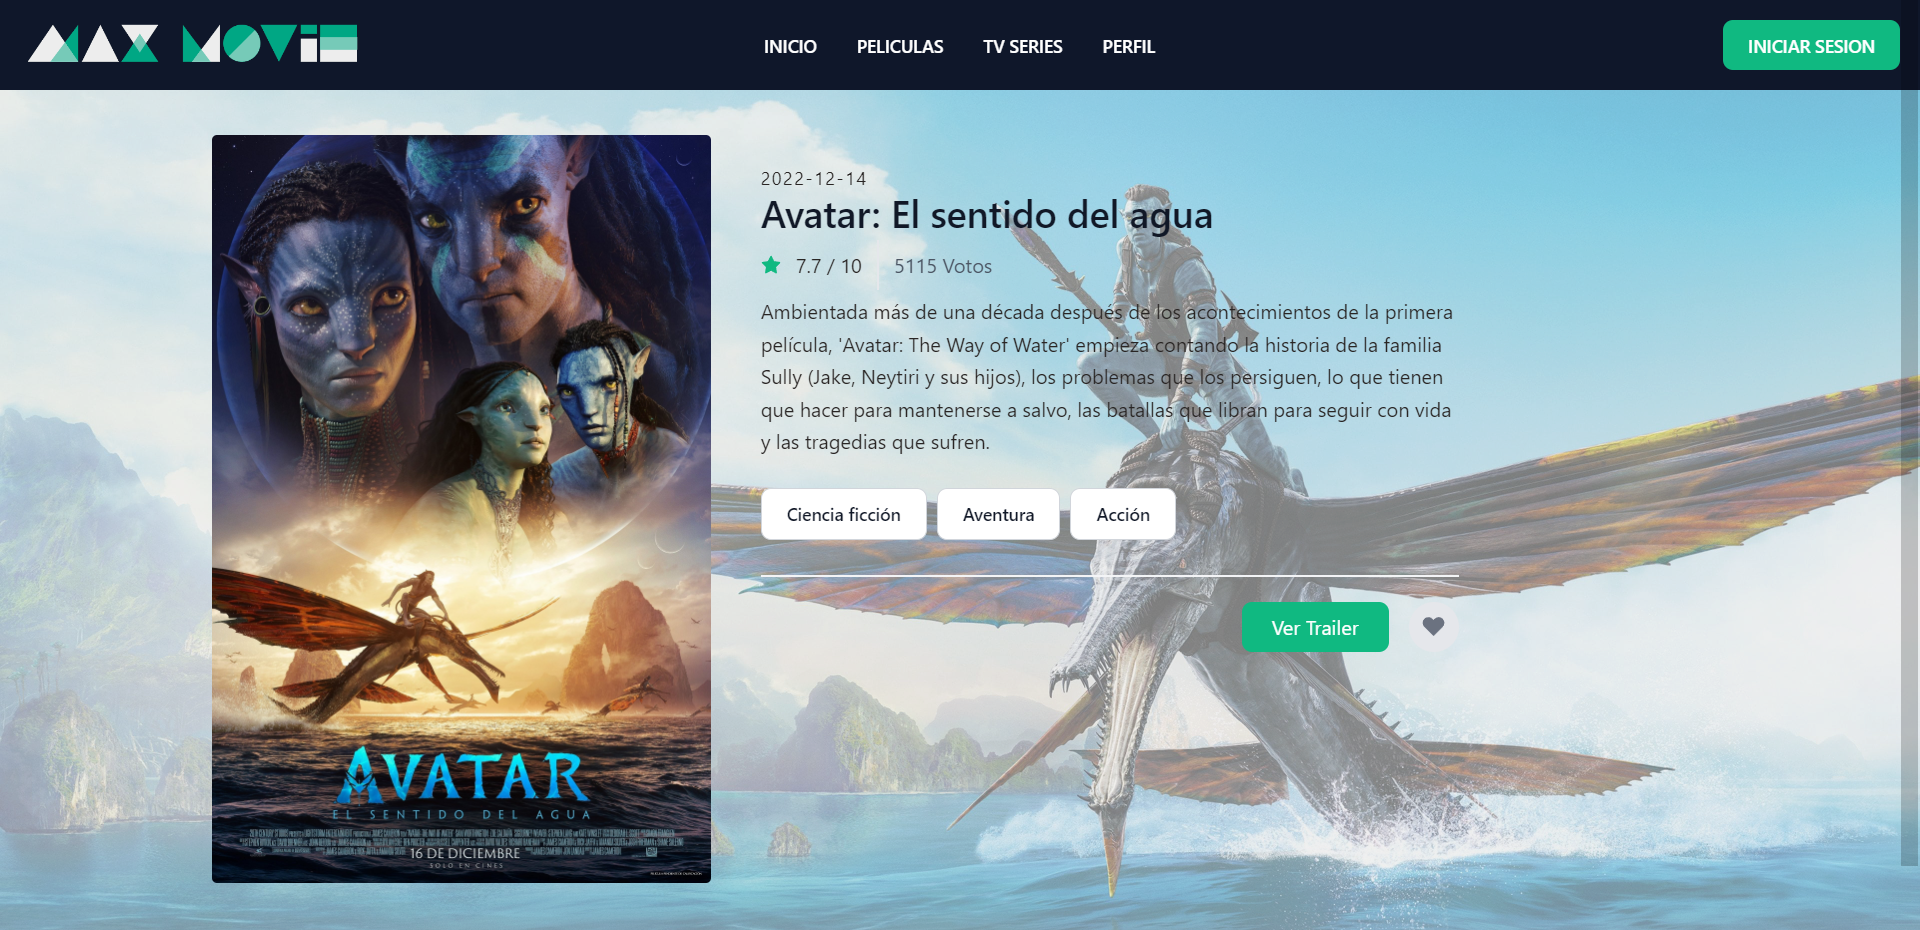 MAX MOViE
INICIO
PELICULAS
TV SERIES
PERFIL
INICIAR SESION
AVATAR
EL SENTIDO DEL AGUA
16 DE DICIEMBRE
SOLO EN CINES
2022-12-14
Avatar: El sentido del agua
7.7 / 10
5115 Votos
Ambientada más de una década después de los acontecimientos de la primera
película, 'Avatar: The Way of Water' empieza contando la historia de la familia
Sully (Jake, Neytiri y sus hijos), los problemas que los persiguen, lo que tienen
que hacer para mantenerse a salvo, las batallas que libran para seguir con vida
y las tragedias que sufren.
Ciencia ficción
Aventura
Acción
Ver Trailer